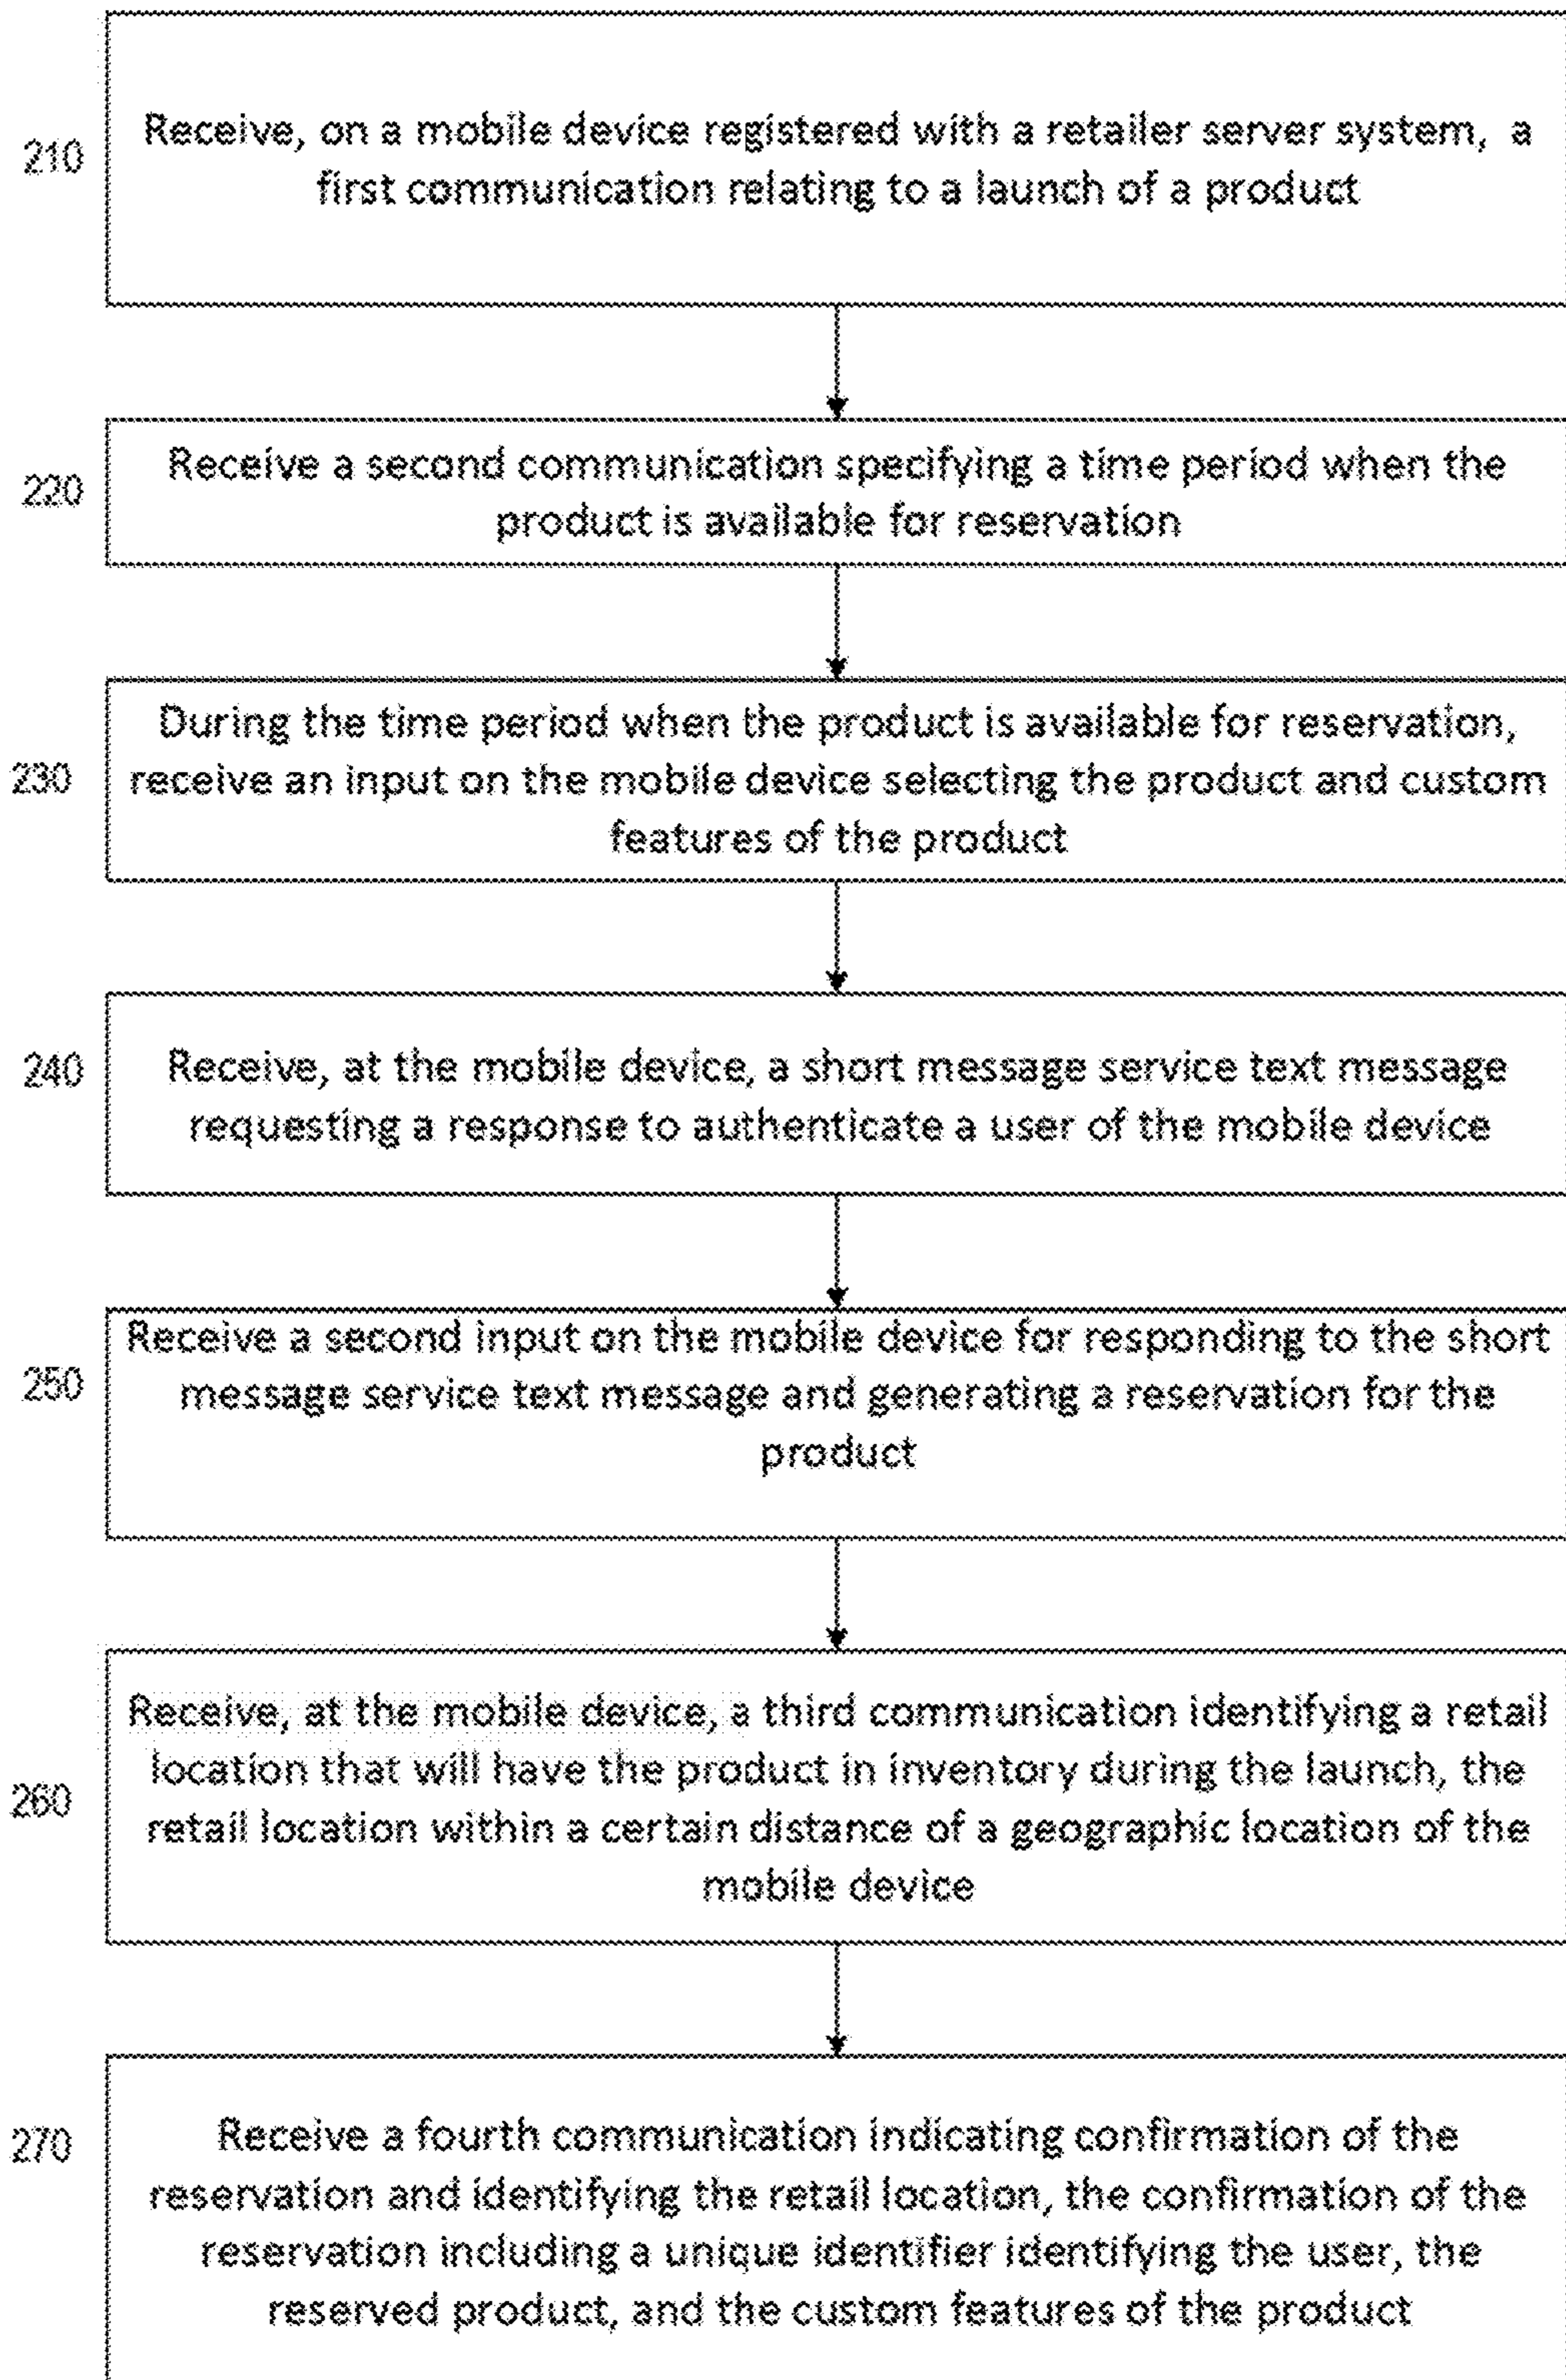 210
Receive, on a mobile device registered with a retailer server system, a
first communication relating to a launch of a product
220
Receive a second communication specifying a time period when the
product is available for reservation
230
During the time period when the product is available for reservation,
receive an input on the mobile device selecting the product and custom
features of the product
240
Receive, at the mobile device, a short message service text message
requesting a response to authenticate a user of the mobile device
250
Receive a second input on the mobile device for responding to the short
message service text message and generating a reservation for the
product
260
Receive, at the mobile device, a third communication identifying a retail
location that will have the product in inventory during the launch, the
retail location within a certain distance of a geographic location of the
mobile device
270
Receive a fourth communication indicating confirmation of the
reservation and identifying the retail location, the confirmation of the
reservation including a unique identifier identifying the user, the
reserved product, and the custom features of the product